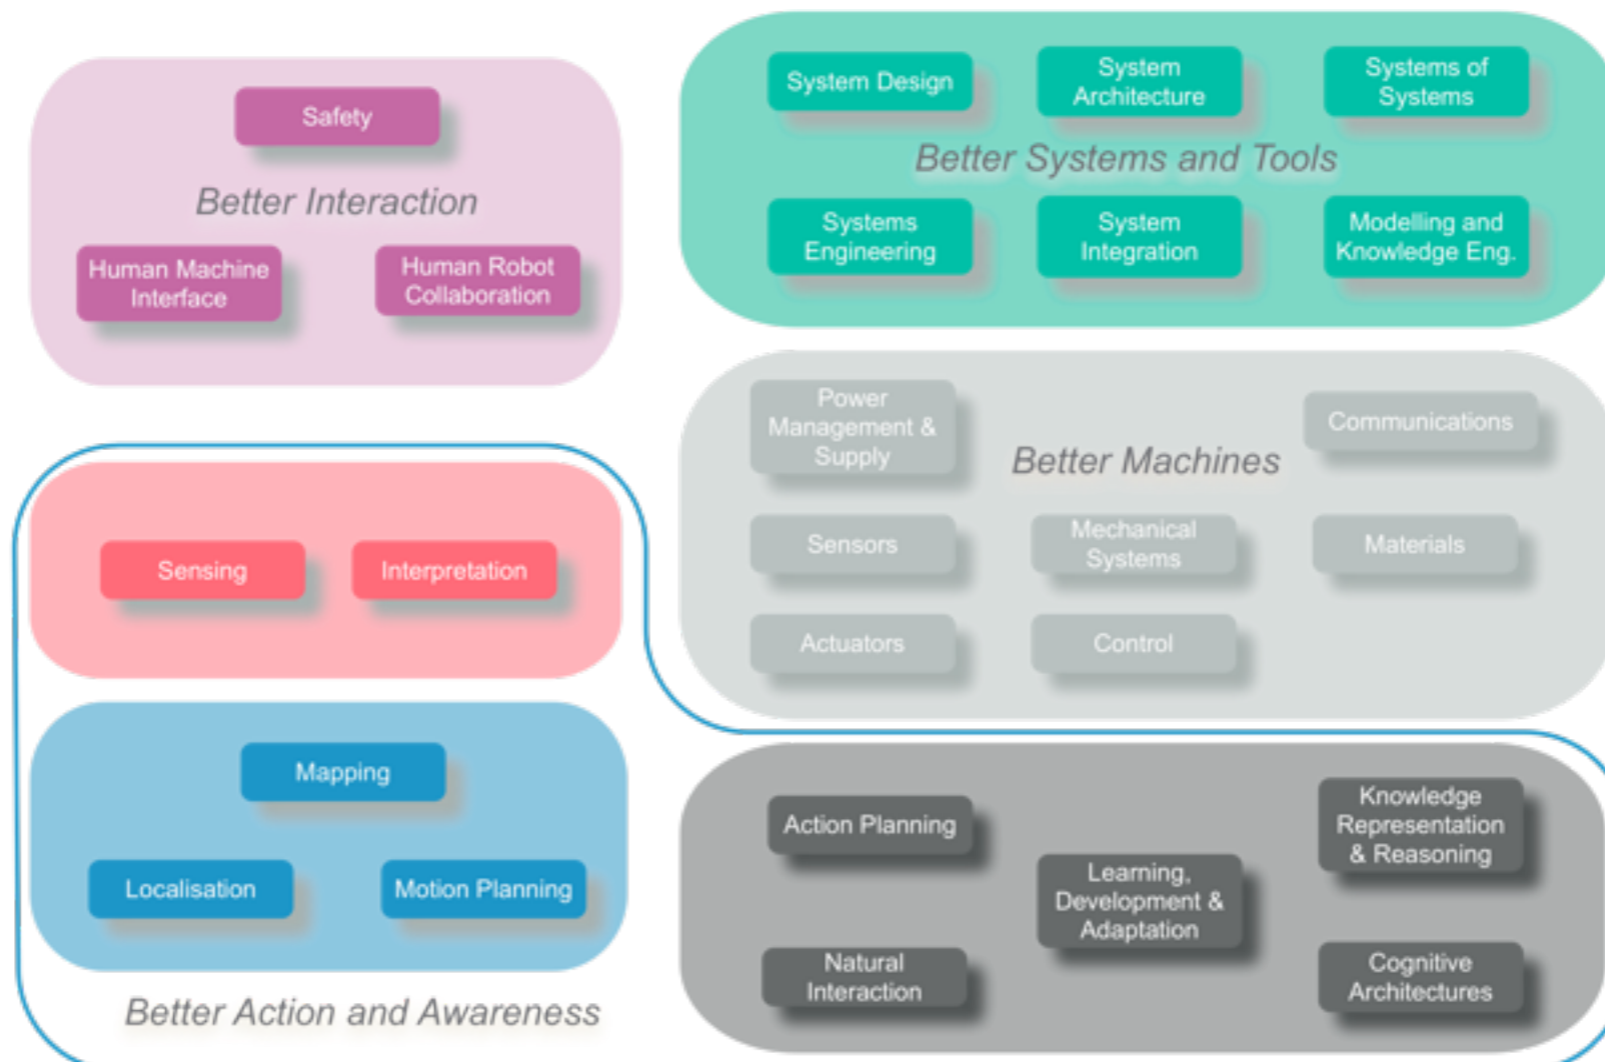 Safety
Better Interaction
Human Machine
Interface
Human Robot
Collaboration
System Design
System
Architecture
Systems of
Systems
Better Systems and Tools
Systems
Engineering
System
Integration
Modelling and
Knowledge Eng.
Power
Management &
Supply
Communications
Better Machines
Sensors
Mechanical
Systems
Materials
Actuators
Control
Sensing
Interpretation
Mapping
Localisation
Motion Planning
Better Action and Awareness
Action Planning
Knowledge
Representation
& Reasoning
Learning,
Development &
Adaptation
Natural
Interaction
Cognitive
Architectures